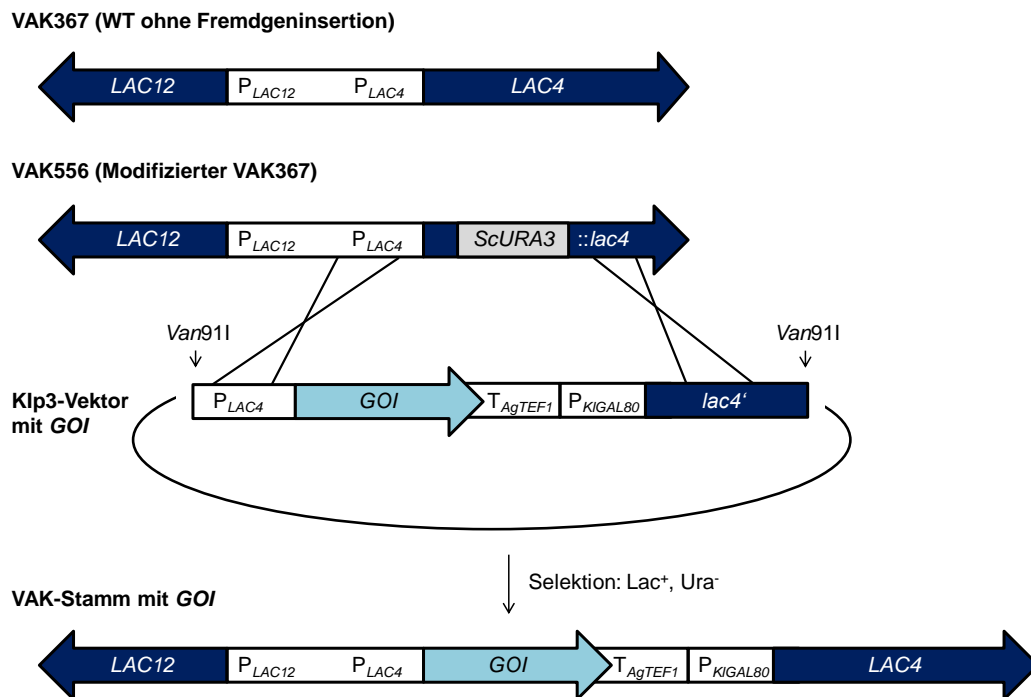 VAK367 (WT ohne Fremdgeninsertion)
LAC12 PLAC12 PLAC4 LAC4
VAK556 (Modifizierter VAK367)
LAC12 PLAC12 PLAC4 ScURA3 ::lac4
Van91I Van91I
Klp3-Vektor
mit GOI
PLAC4 GOI TAgTEF1 PKlGAL80 lac4‘
Selektion: Lac⁺, Ura⁻
VAK-Stamm mit GOI
LAC12 PLAC12 PLAC4 GOI TAgTEF1 PKlGAL80 LAC4